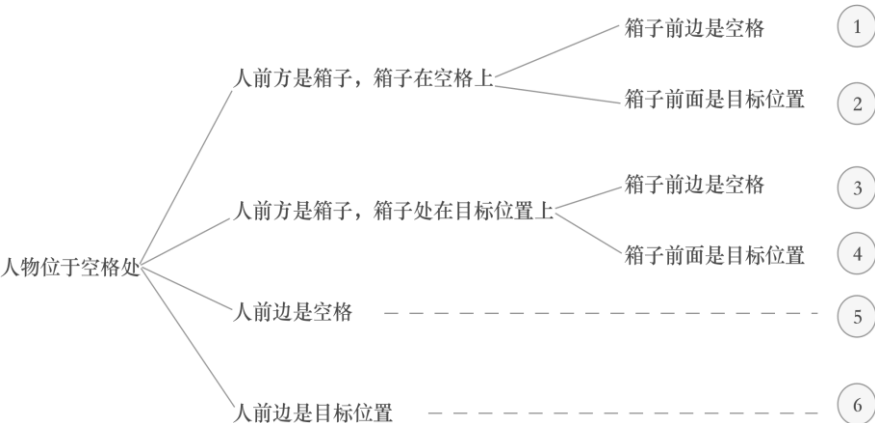 箱子前边是空格 1
人前方是箱子，箱子在空格上
箱子前面是目标位置 2
箱子前边是空格 3
人前方是箱子，箱子处在目标位置上
箱子前面是目标位置 4
人物位于空格处
人前边是空格 5
人前边是目标位置 6